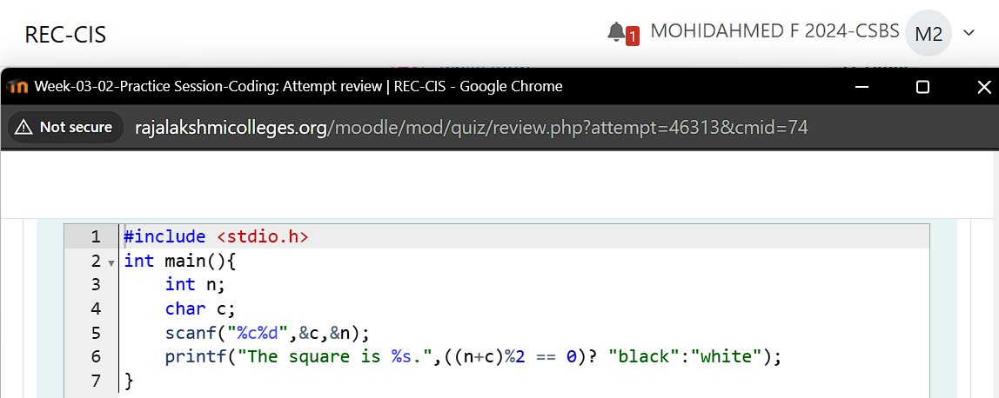 REC-CIS
1 MOHIDAHMED F 2024-CSBS M2
Week-03-02-Practice Session-Coding: Attempt review | REC-CIS - Google Chrome
Not secure rajalakshmicolleges.org/moodle/mod/quiz/review.php?attempt=46313&cmid=74
1 #include <stdio.h>
2 int main(){
3     int n;
4     char c;
5     scanf("%c%d",&c,&n);
6     printf("The square is %s.",((n+c)%2 == 0)? "black":"white");
7 }